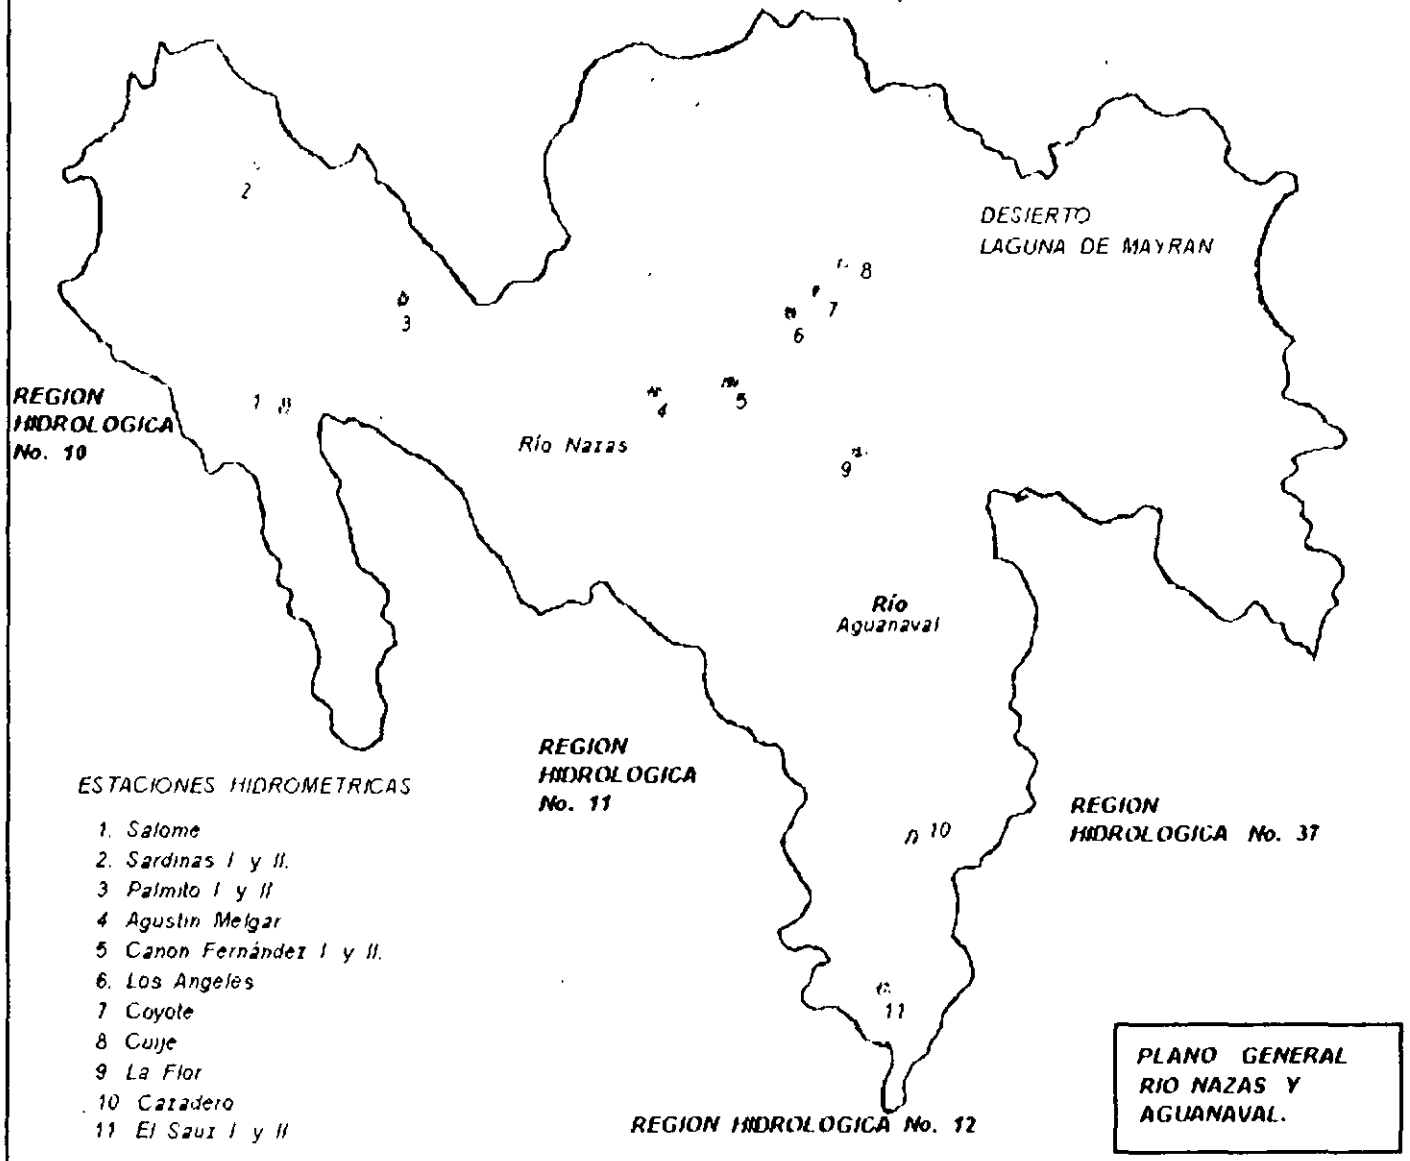 DESIERTO
LAGUNA DE MAYRAN
2
8
3
7
6
REGION
HIDROLOGICA
No. 10
1
4
5
Río Nazas
9
Río
Aguanaval
REGION
HIDROLOGICA
No. 11
ESTACIONES HIDROMETRICAS
REGION
HIDROLOGICA No. 37
10
1. Salome
2. Sardinas I y II.
3 Palmito I y II
4 Agustin Melgar
5 Canon Fernández I y II.
6. Los Angeles
7 Coyote
8 Cuije
9 La Flor
10 Cazadero
11 El Sauz I y II
11
REGION HIDROLOGICA No. 12
PLANO GENERAL
RIO NAZAS Y
AGUANAVAL.